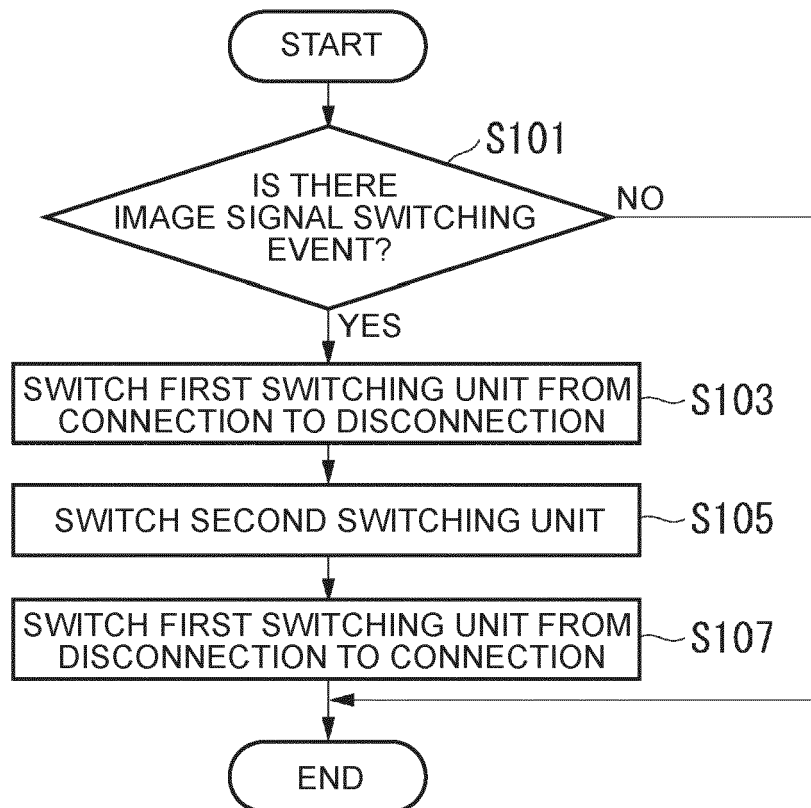 START
S101
IS THERE
IMAGE SIGNAL SWITCHING
EVENT?
NO
YES
SWITCH FIRST SWITCHING UNIT FROM
CONNECTION TO DISCONNECTION
S103
SWITCH SECOND SWITCHING UNIT
S105
SWITCH FIRST SWITCHING UNIT FROM
DISCONNECTION TO CONNECTION
S107
END